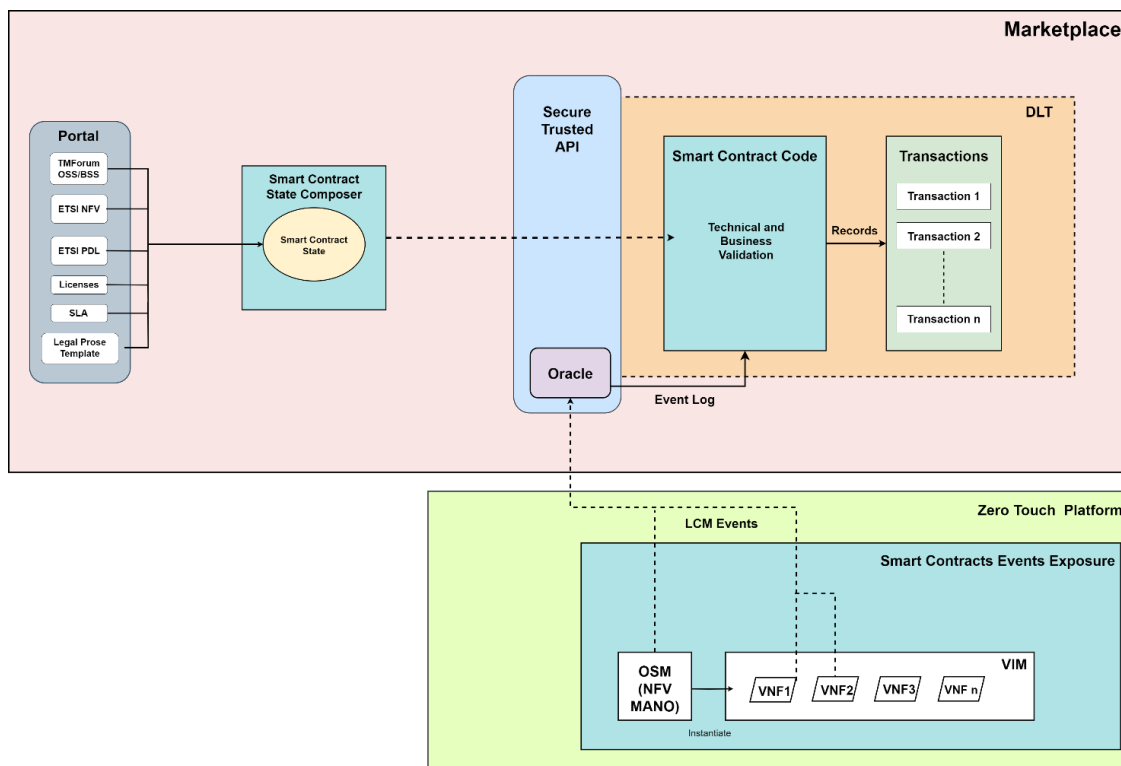 Marketplace
Portal
TMForum
OSS/BSS
ETSI NFV
ETSI PDL
Licenses
SLA
Legal Prose
Template
Smart Contract
State Composer
Smart Contract
State
Secure
Trusted
API
Oracle
DLT
Smart Contract Code
Technical and
Business
Validation
Records
Transactions
Transaction 1
Transaction 2
Transaction n
Event Log
Zero Touch Platform
LCM Events
Smart Contracts Events Exposure
OSM
(NFV
MANO)
Instantiate
VIM
VNF1
VNF2
VNF3
VNF n